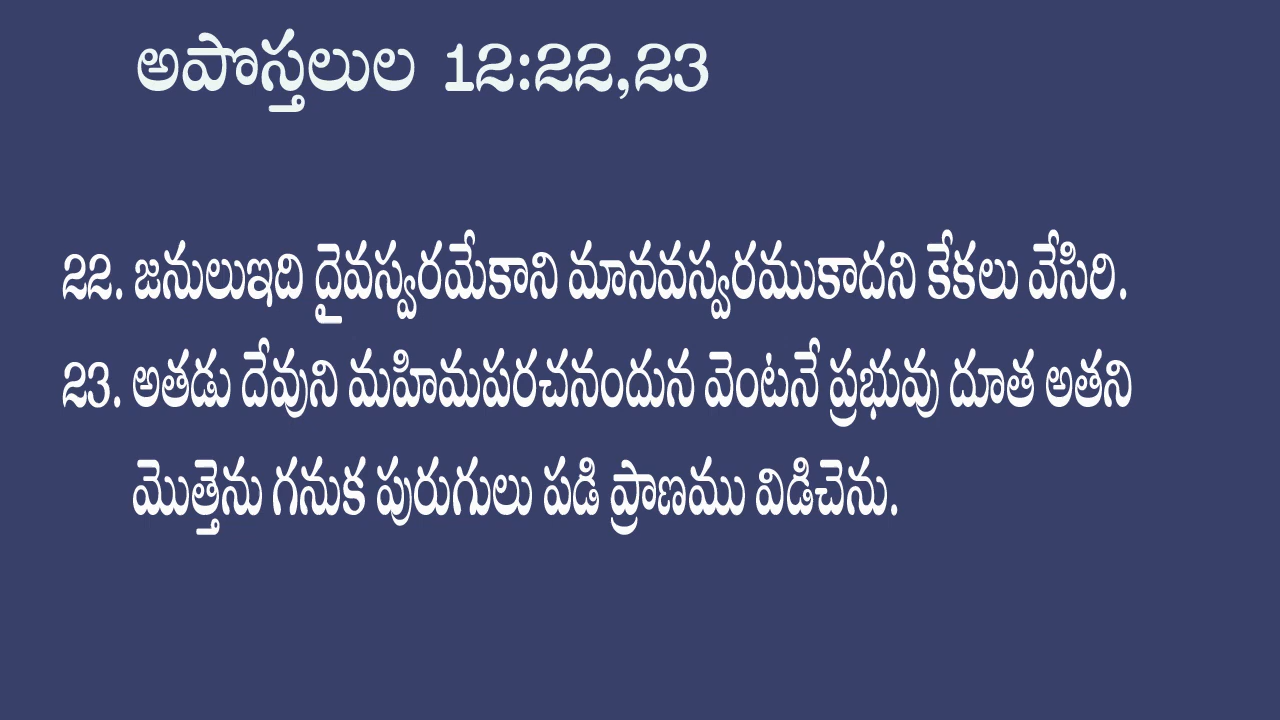 అపొస్తలుల 12:22,23
22. జనులుఇది దైవస్వరమేకాని మానవస్వరముకాదని కేకలు వేసిరి.
23. అతడు దేవుని మహిమపరచనందున వెంటనే ప్రభువు దూత అతని
మొత్తెను గనుక పురుగులు పడి ప్రాణము విడిచెను.